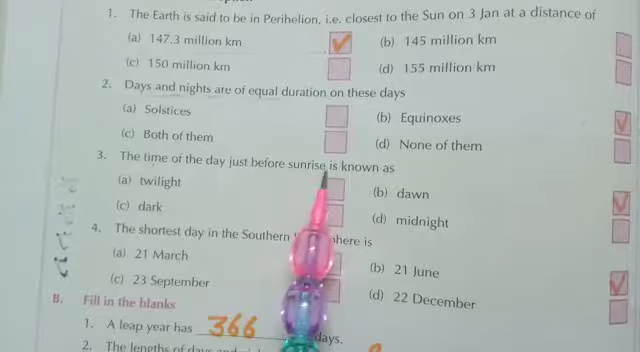 1. The Earth is said to be in Perihelion, i.e. closest to the Sun on 3 Jan at a distance of
(a) 147.3 million km (b) 145 million km
(c) 150 million km (d) 155 million km
2. Days and nights are of equal duration on these days
(a) Solstices (b) Equinoxes
(c) Both of them (d) None of them
3. The time of the day just before sunrise is known as
(a) twilight (b) dawn
(c) dark (d) midnight
4. The shortest day in the Southern here is
(a) 21 March (b) 21 June
(c) 23 September (d) 22 December
B. Fill in the blanks
1. A leap year has 366 days.
2. The lengths of days